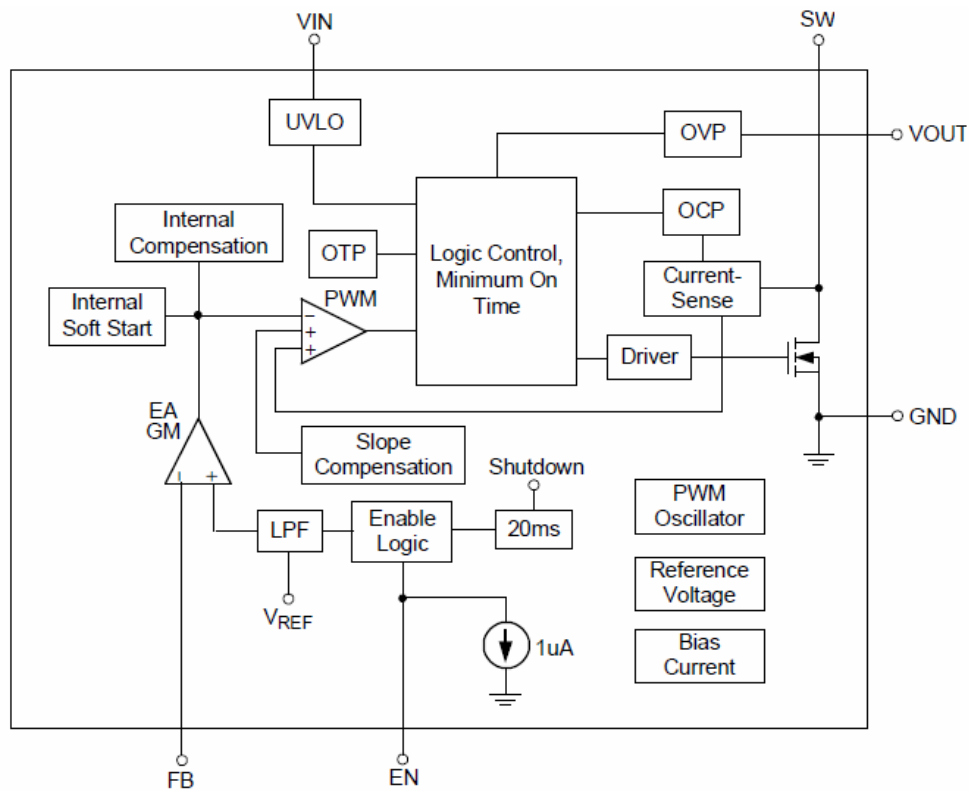 VIN
SW
UVLO
OVP
VOUT
Internal
Compensation
OCP
OTP
Logic Control,
Minimum On
Time
Current-
Sense
Internal
Soft Start
PWM
−
+
+
Driver
EA
GM
GND
Slope
Compensation
Shutdown
− +
PWM
Oscillator
LPF
Enable
Logic
20ms
Reference
Voltage
VREF
1uA
Bias
Current
FB
EN